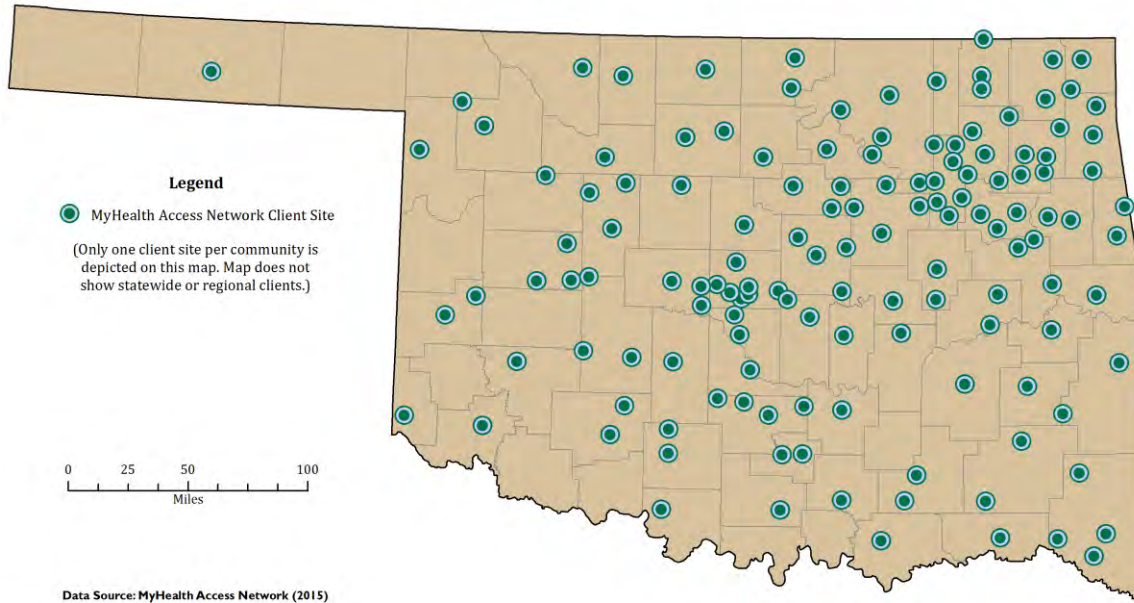 Legend
MyHealth Access Network Client Site
(Only one client site per community is
depicted on this map. Map does not
show statewide or regional clients.)
0 25 50 100
Miles
Data Source: MyHealth Access Network (2015)